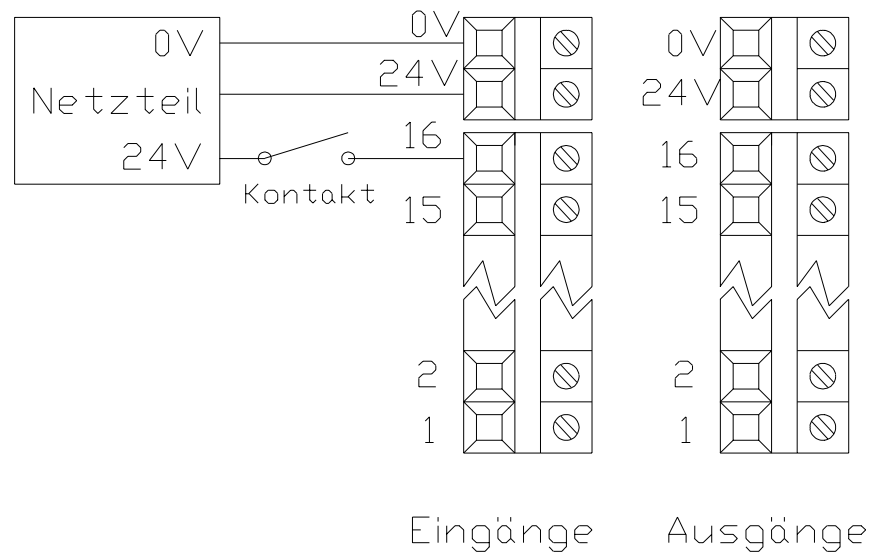 0V
Netzteil
24V
Kontakt
0V
24V
16
15
2
1
Eingänge
0V
24V
16
15
2
1
Ausgänge